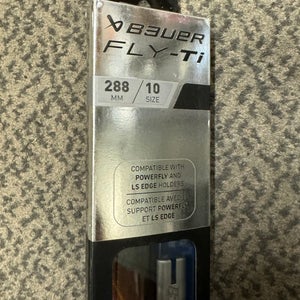 BAUER
FLY-Ti
288 / 10
MM SIZE
COMPATIBLE WITH
POWERFLY AND
LS EDGE HOLDERS
COMPATIBLE AVEC
SUPPORT POWERFLY
ET LS EDGE